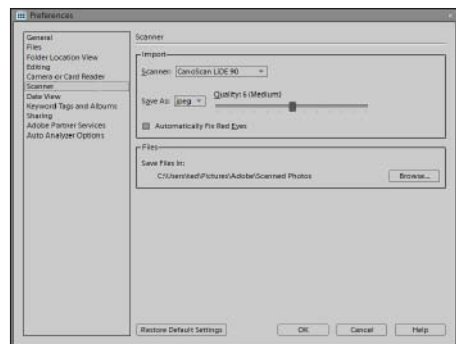 Preferences
General
Files
Folder Location View
Editing
Camera or Card Reader
Scanner
Date View
Keyword Tags and Albums
Sharing
Adobe Partner Services
Auto Analyzer Options
Scanner
Import
Scanner: CanoScan LiDE 90
Save As: jpeg Quality: 6 (Medium)
Automatically Fix Red Eyes
Files
Save Files In:
C:\Users\ted\Pictures\Adobe\Scanned Photos Browse...
Restore Default Settings OK Cancel Help